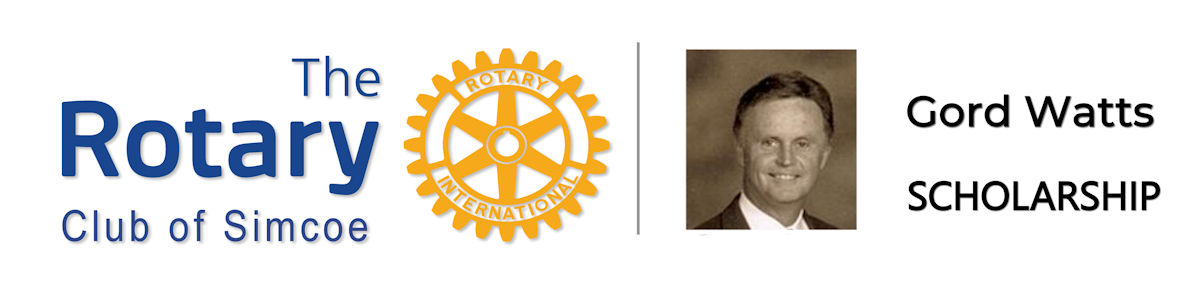 The
Rotary
Club of Simcoe
ROTARY
INTERNATIONAL
Gord Watts
SCHOLARSHIP